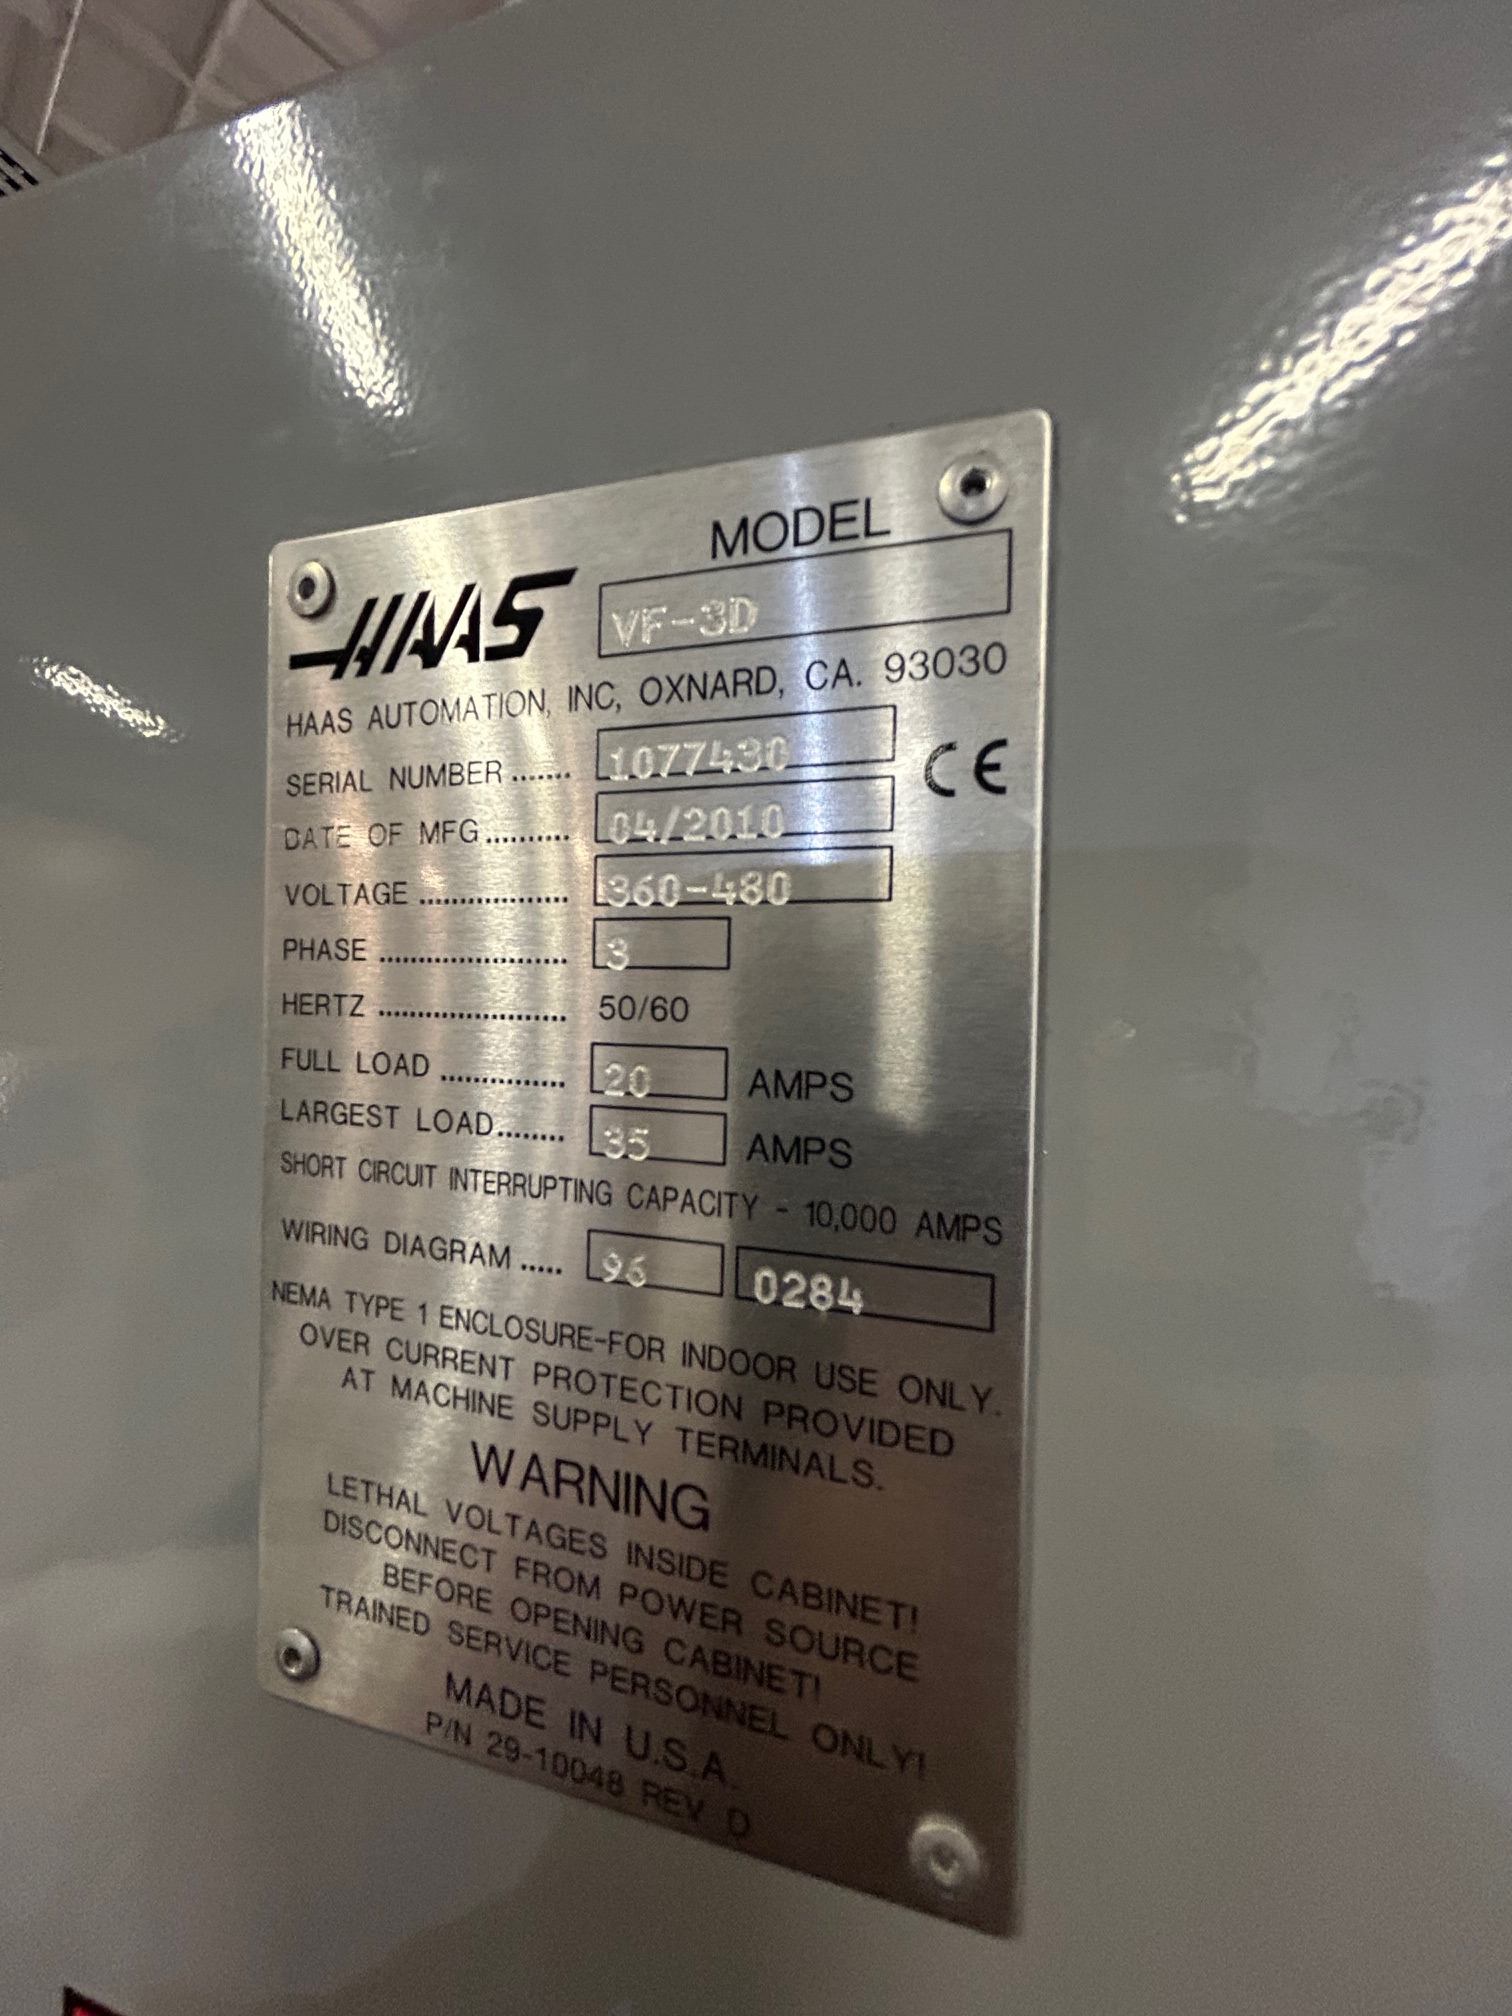 MODEL
HAAS VF-3D
HAAS AUTOMATION, INC, OXNARD, CA. 93030
SERIAL NUMBER ....... 1077430
CE
DATE OF MFG.......... 04/2010
VOLTAGE .................. 360-480
PHASE ....................... 3
HERTZ ....................... 50/60
FULL LOAD ............... 20 AMPS
LARGEST LOAD........ 35 AMPS
SHORT CIRCUIT INTERRUPTING CAPACITY - 10,000 AMPS
WIRING DIAGRAM ..... 96 0284
NEMA TYPE 1 ENCLOSURE-FOR INDOOR USE ONLY.
OVER CURRENT PROTECTION PROVIDED
AT MACHINE SUPPLY TERMINALS.
WARNING
LETHAL VOLTAGES INSIDE CABINET!
DISCONNECT FROM POWER SOURCE
BEFORE OPENING CABINET!
TRAINED SERVICE PERSONNEL ONLY!
MADE IN U.S.A.
P/N 29-10048 REV D